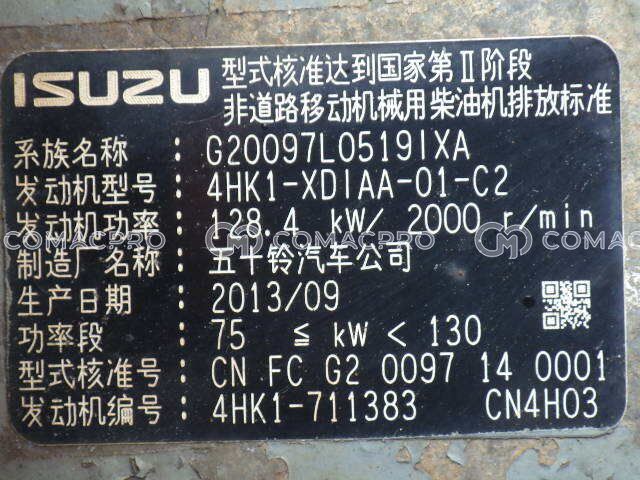 ISUZU 型式核准达到国家第Ⅱ阶段
非道路移动机械用柴油机排放标准
系族名称 : G20097L0519IXA
发动机型号 : 4HK1-XDIAA-01-C2
发动机功率 : 128.4 kW/ 2000 r/min
COMACPRO COMACPRO COMACPRO
制造厂名称 : 五十铃汽车公司
生产日期 : 2013/09
功率段 : 75 ≦ kW < 130
型式核准号 : CN FC G2 0097 14 0001
发动机编号 : 4HK1-711383 CN4H03